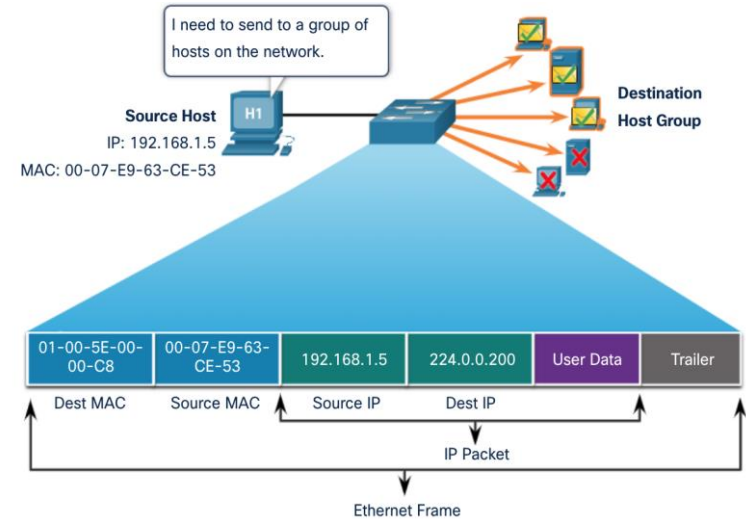 I need to send to a group of
hosts on the network.
H1
Source Host
IP: 192.168.1.5
MAC: 00-07-E9-63-CE-53
Destination
Host Group
01-00-5E-00-
00-C8
00-07-E9-63-
CE-53
192.168.1.5
224.0.0.200
User Data
Trailer
Dest MAC
Source MAC
Source IP
Dest IP
IP Packet
Ethernet Frame